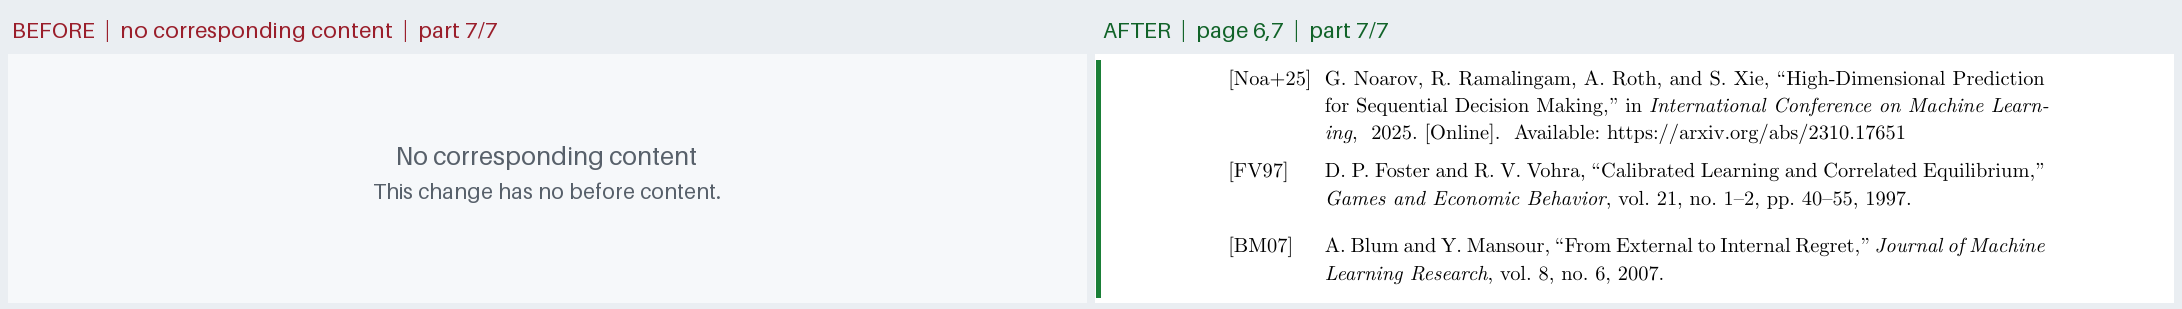 BEFORE | no corresponding content | part 7/7
No corresponding content
This change has no before content.
AFTER | page 6,7 | part 7/7
[Noa+25] G. Noarov, R. Ramalingam, A. Roth, and S. Xie, “High-Dimensional Prediction
for Sequential Decision Making,” in International Conference on Machine Learn-
ing, 2025. [Online]. Available: https://arxiv.org/abs/2310.17651
[FV97] D. P. Foster and R. V. Vohra, “Calibrated Learning and Correlated Equilibrium,”
Games and Economic Behavior, vol. 21, no. 1–2, pp. 40–55, 1997.
[BM07] A. Blum and Y. Mansour, “From External to Internal Regret,” Journal of Machine
Learning Research, vol. 8, no. 6, 2007.